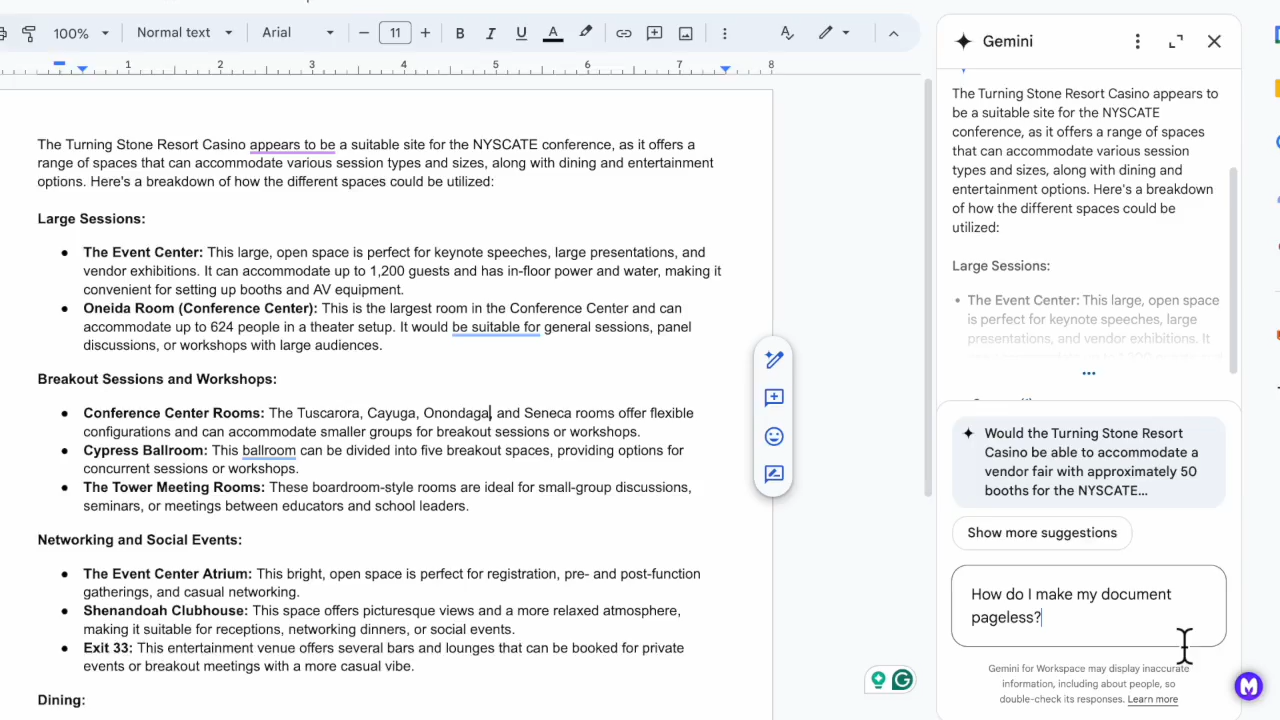 100%
Normal text
Arial
11
B
I
U
A
1
2
3
4
5
6
7
8
The Turning Stone Resort Casino appears to be a suitable site for the NYSCATE conference, as it offers a
range of spaces that can accommodate various session types and sizes, along with dining and entertainment
options. Here's a breakdown of how the different spaces could be utilized:
Large Sessions:
● The Event Center: This large, open space is perfect for keynote speeches, large presentations, and
vendor exhibitions. It can accommodate up to 1,200 guests and has in-floor power and water, making it
convenient for setting up booths and AV equipment.
● Oneida Room (Conference Center): This is the largest room in the Conference Center and can
accommodate up to 624 people in a theater setup. It would be suitable for general sessions, panel
discussions, or workshops with large audiences.
Breakout Sessions and Workshops:
● Conference Center Rooms: The Tuscarora, Cayuga, Onondaga, and Seneca rooms offer flexible
configurations and can accommodate smaller groups for breakout sessions or workshops.
● Cypress Ballroom: This ballroom can be divided into five breakout spaces, providing options for
concurrent sessions or workshops.
● The Tower Meeting Rooms: These boardroom-style rooms are ideal for small-group discussions,
seminars, or meetings between educators and school leaders.
Networking and Social Events:
● The Event Center Atrium: This bright, open space is perfect for registration, pre- and post-function
gatherings, and casual networking.
● Shenandoah Clubhouse: This space offers picturesque views and a more relaxed atmosphere,
making it suitable for receptions, networking dinners, or social events.
● Exit 33: This entertainment venue offers several bars and lounges that can be booked for private
events or breakout meetings with a more casual vibe.
Dining:
Gemini
The Turning Stone Resort Casino appears to
be a suitable site for the NYSCATE
conference, as it offers a range of spaces
that can accommodate various session
types and sizes, along with dining and
entertainment options. Here's a breakdown
of how the different spaces could be
utilized:
Large Sessions:
• The Event Center: This large, open space
is perfect for keynote speeches, large
presentations, and vendor exhibitions. It
Would the Turning Stone Resort
Casino be able to accommodate a
vendor fair with approximately 50
booths for the NYSCATE...
Show more suggestions
How do I make my document
pageless?
Gemini for Workspace may display inaccurate
information, including about people, so
double-check its responses. Learn more